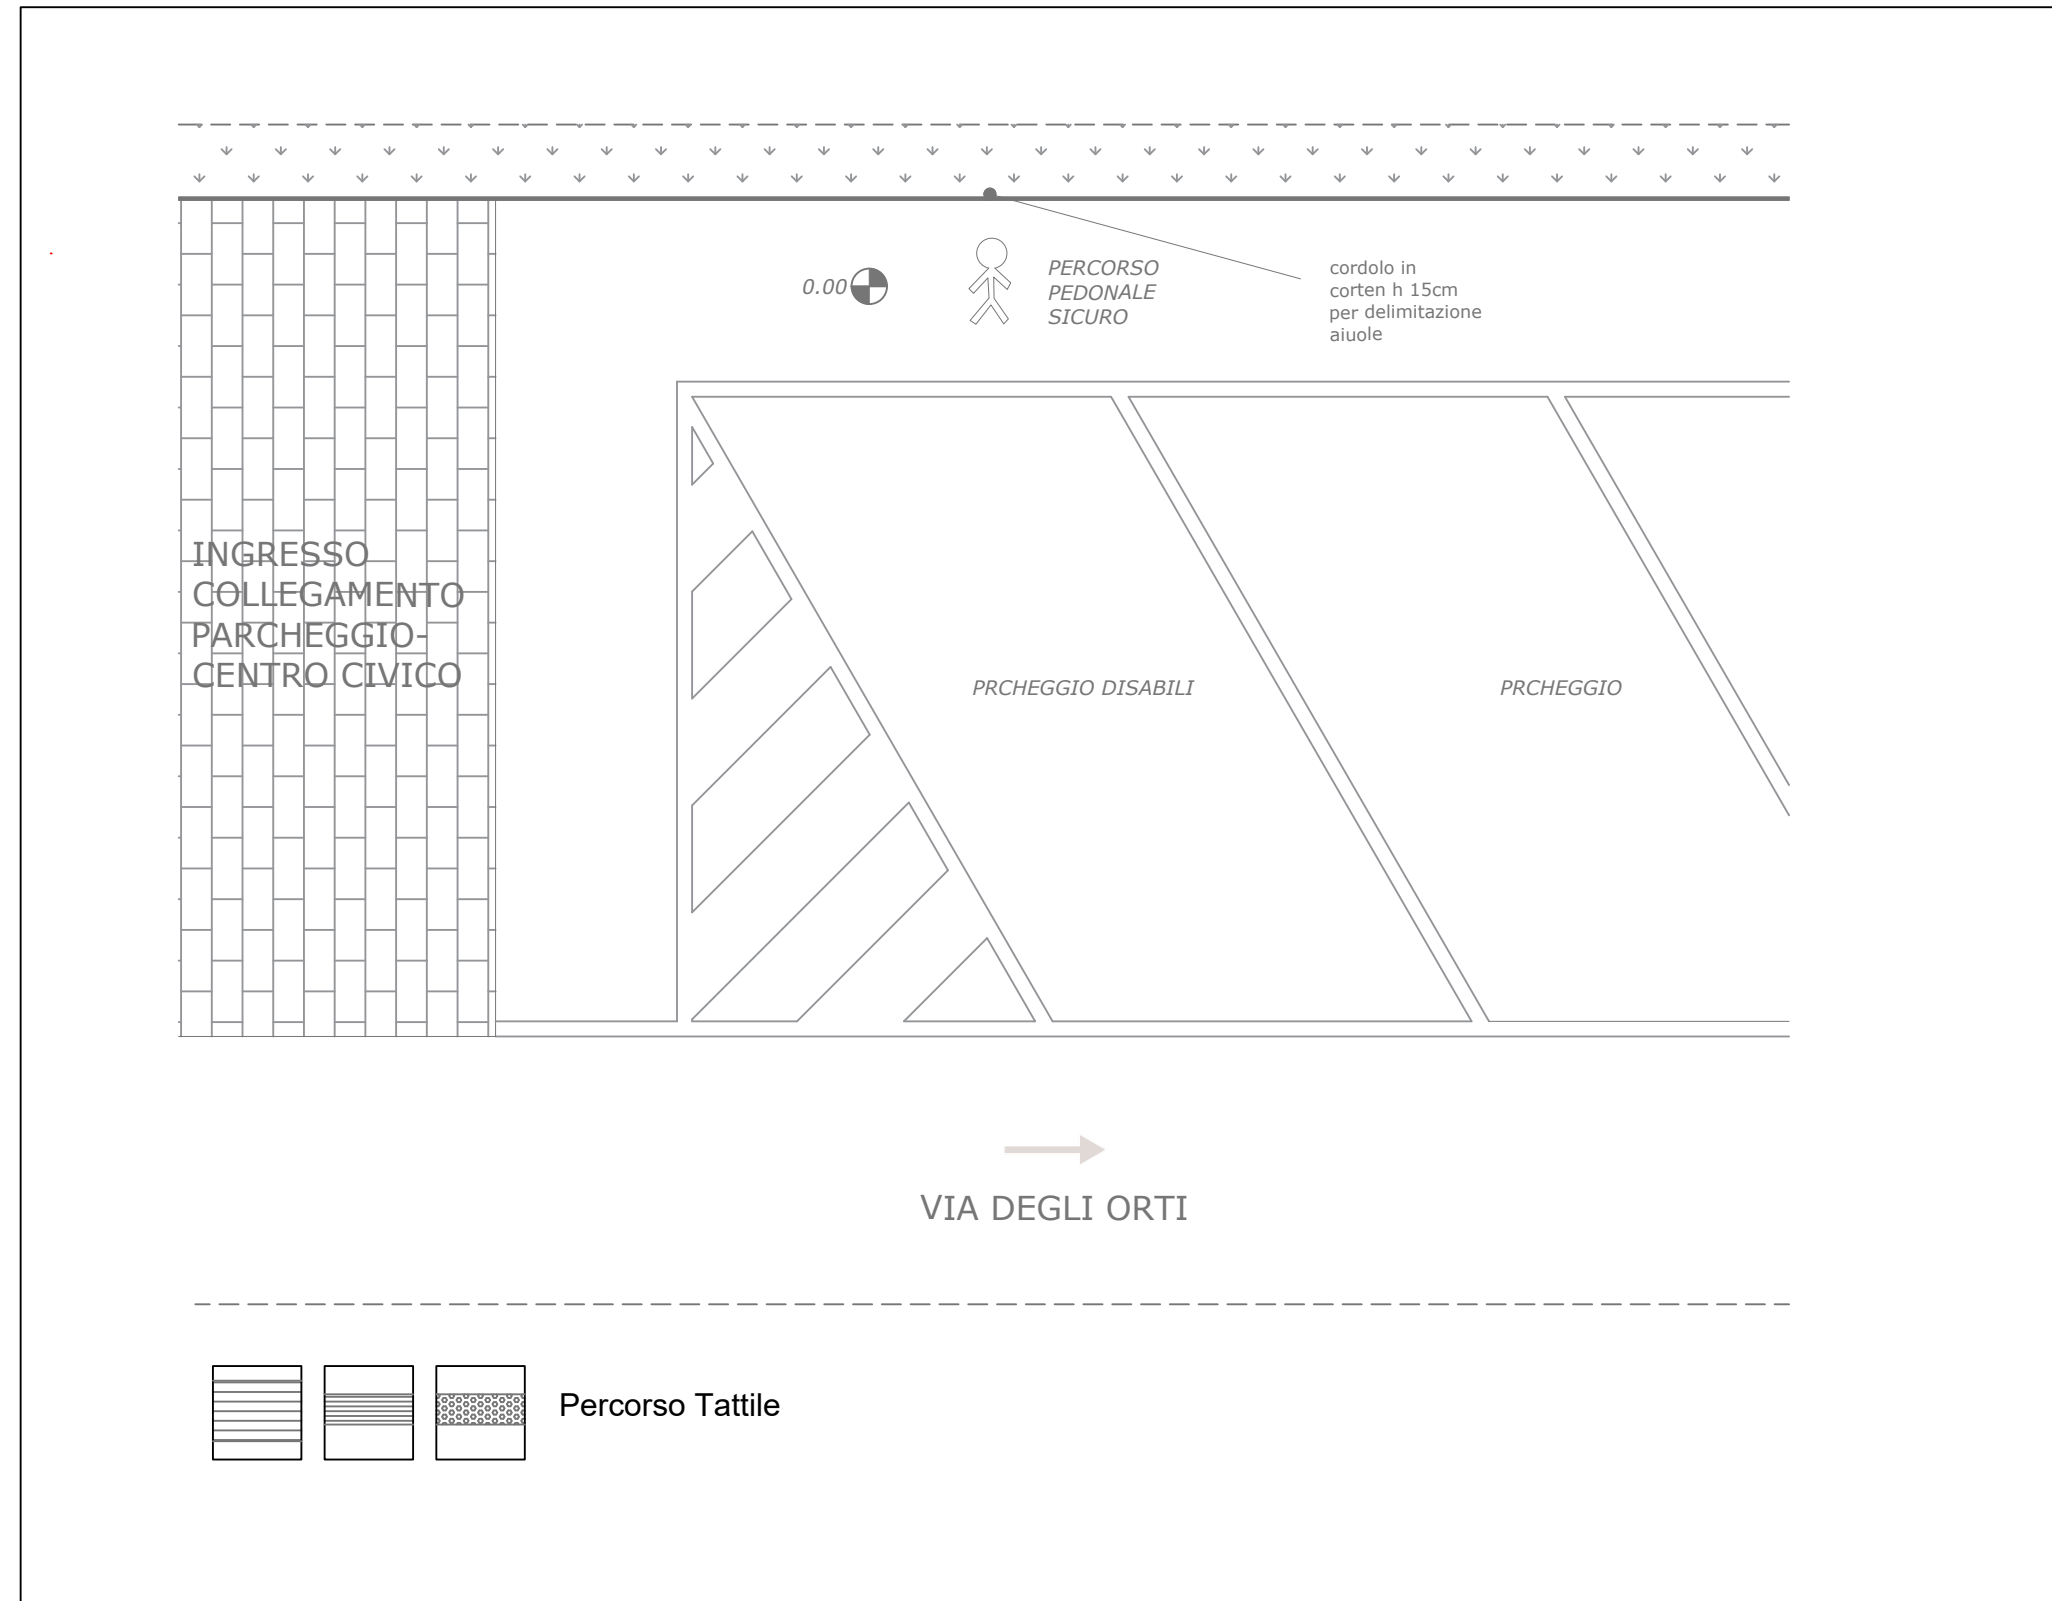 0.00
PERCORSO
PEDONALE
SICURO
cordolo in
corten h 15cm
per delimitazione
aiuole
INGRESSO
COLLEGAMENTO
PARCHEGGIO-
CENTRO CIVICO
PRCHEGGIO DISABILI
PRCHEGGIO
VIA DEGLI ORTI
Percorso Tattile